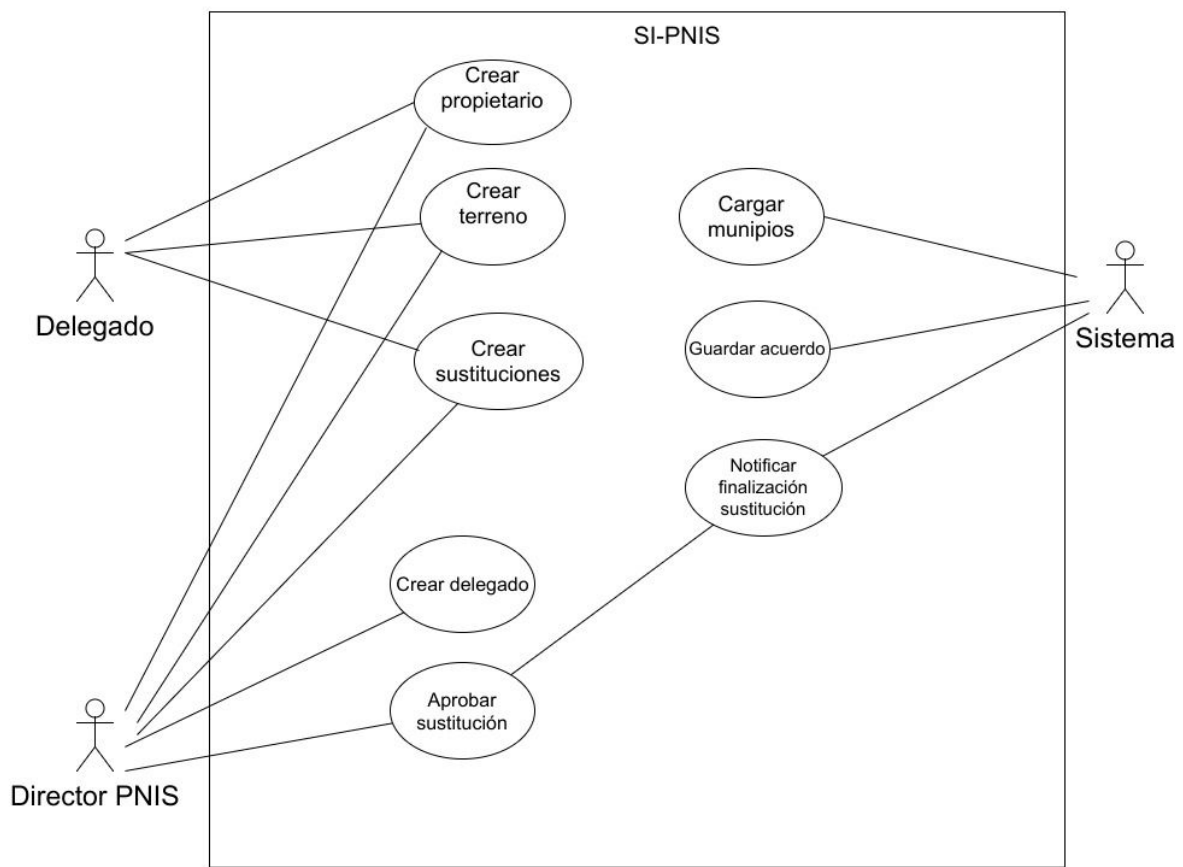 SI-PNIS
Crear
propietario
Crear
terreno
Cargar
munipios
Delegado
Sistema
Crear
sustituciones
Guardar acuerdo
Notificar
finalización
sustitución
Crear delegado
Aprobar
sustitución
Director PNIS